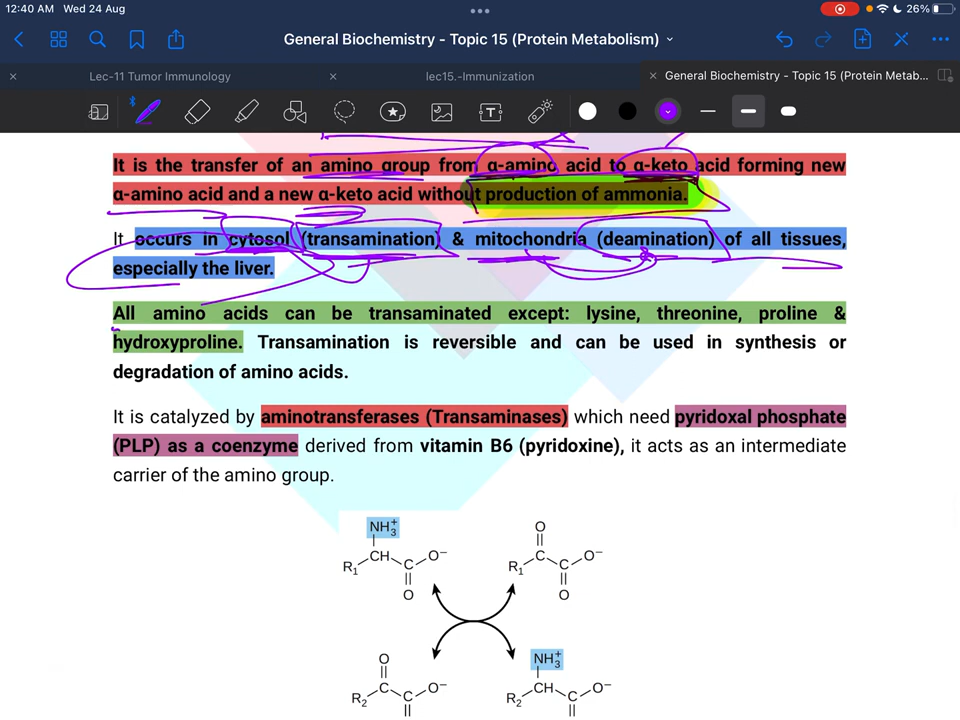 12:40 AM Wed 24 Aug
26%
General Biochemistry - Topic 15 (Protein Metabolism)
Lec-11 Tumor Immunology
lec15.-Immunization
General Biochemistry - Topic 15 (Protein Metab...
It is the transfer of an amino group from α-amino acid to α-keto acid forming new
α-amino acid and a new α-keto acid without production of ammonia.
It occurs in cytosol (transamination) & mitochondria (deamination) of all tissues,
especially the liver.
All amino acids can be transaminated except: lysine, threonine, proline &
hydroxyproline. Transamination is reversible and can be used in synthesis or
degradation of amino acids.
It is catalyzed by aminotransferases (Transaminases) which need pyridoxal phosphate
(PLP) as a coenzyme derived from vitamin B6 (pyridoxine), it acts as an intermediate
carrier of the amino group.
NH3+ O
CH O− C O−
R1 C R1 C
O O
O NH3+
C O− CH O−
R2 C R2 C